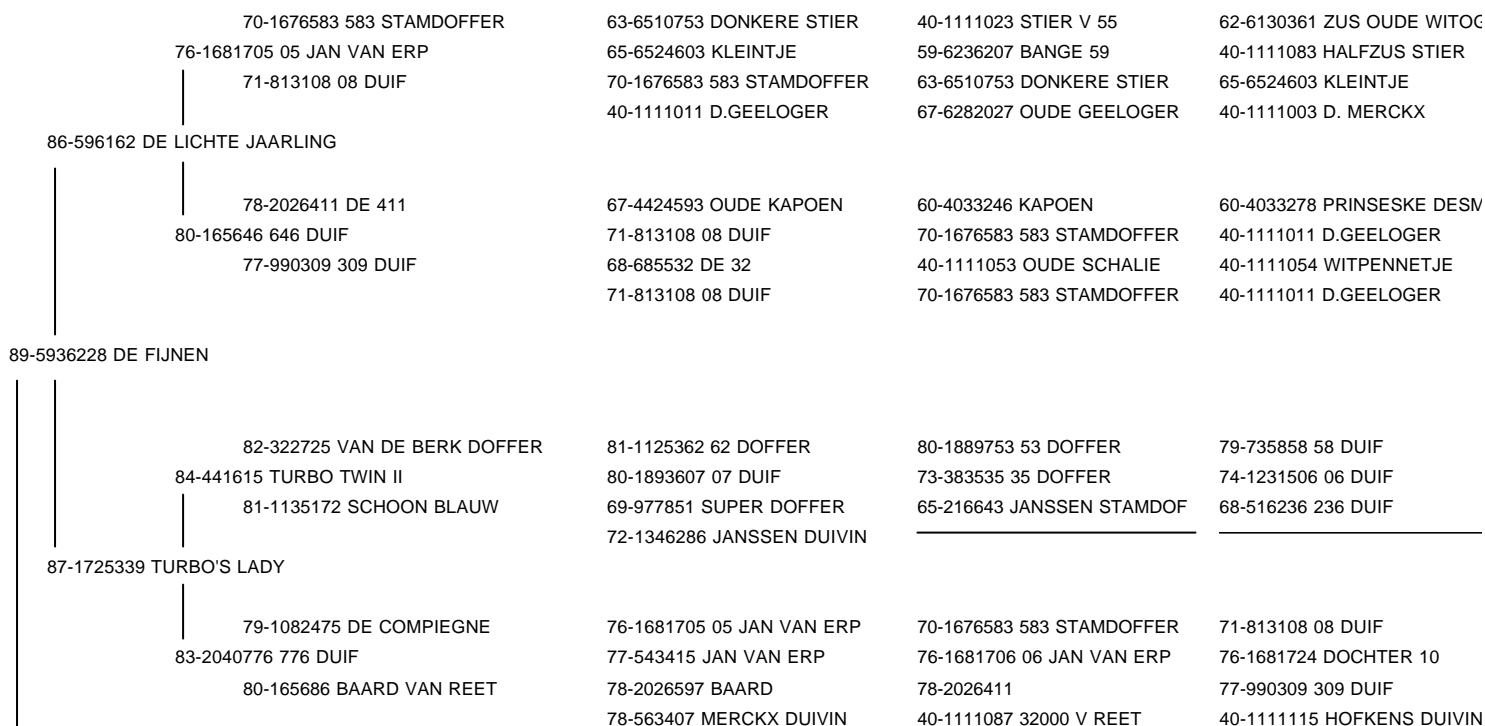 70-1676583 583 STAMDOFFER 63-6510753 DONKERE STIER 40-1111023 STIER V 55 62-6130361 ZUS OUDE WITOG
76-1681705 05 JAN VAN ERP 65-6524603 KLEINTJE 59-6236207 BANGE 59 40-1111083 HALFZUS STIER
71-813108 08 DUIF 70-1676583 583 STAMDOFFER 63-6510753 DONKERE STIER 65-6524603 KLEINTJE
40-1111011 D.GEELOGER 67-6282027 OUDE GEELOGER 40-1111003 D. MERCKX
86-596162 DE LICHTE JAARLING
78-2026411 DE 411 67-4424593 OUDE KAPOEN 60-4033246 KAPOEN 60-4033278 PRINSESKE DESM
80-165646 646 DUIF 71-813108 08 DUIF 70-1676583 583 STAMDOFFER 40-1111011 D.GEELOGER
77-990309 309 DUIF 68-685532 DE 32 40-1111053 OUDE SCHALIE 40-1111054 WITPENNETJE
71-813108 08 DUIF 70-1676583 583 STAMDOFFER 40-1111011 D.GEELOGER
89-5936228 DE FIJNEN
82-322725 VAN DE BERK DOFFER 81-1125362 62 DOFFER 80-1889753 53 DOFFER 79-735858 58 DUIF
84-441615 TURBO TWIN II 80-1893607 07 DUIF 73-383535 35 DOFFER 74-1231506 06 DUIF
81-1135172 SCHOON BLAUW 69-977851 SUPER DOFFER 65-216643 JANSSEN STAMDOF 68-516236 236 DUIF
72-1346286 JANSSEN DUIVIN
87-1725339 TURBO'S LADY
79-1082475 DE COMPIEGNE 76-1681705 05 JAN VAN ERP 70-1676583 583 STAMDOFFER 71-813108 08 DUIF
83-2040776 776 DUIF 77-543415 JAN VAN ERP 76-1681706 06 JAN VAN ERP 76-1681724 DOCHTER 10
80-165686 BAARD VAN REET 78-2026597 BAARD 78-2026411 77-990309 309 DUIF
78-563407 MERCKX DUIVIN 40-1111087 32000 V REET 40-1111115 HOFKENS DUIVIN